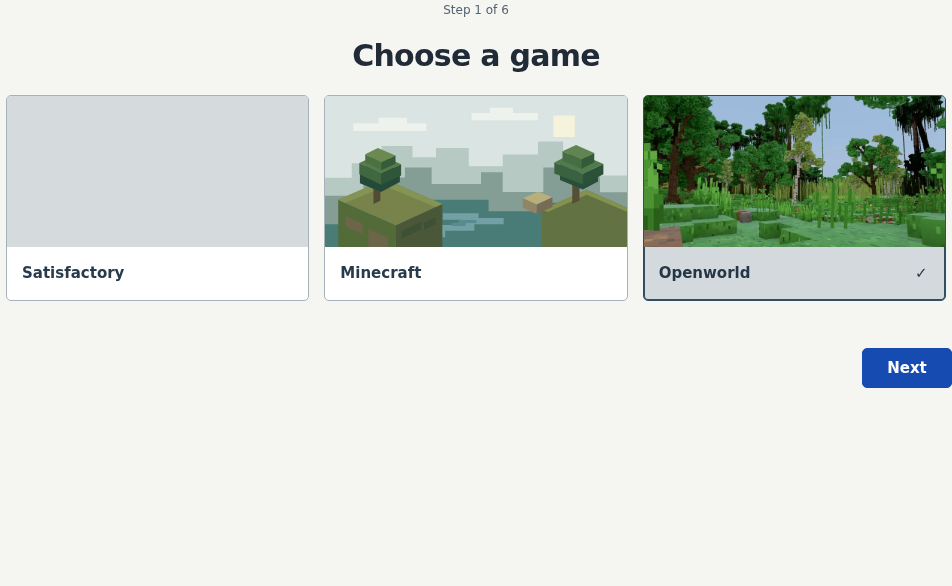 Step 1 of 6
Choose a game
Satisfactory
Minecraft
Openworld ✓
Next